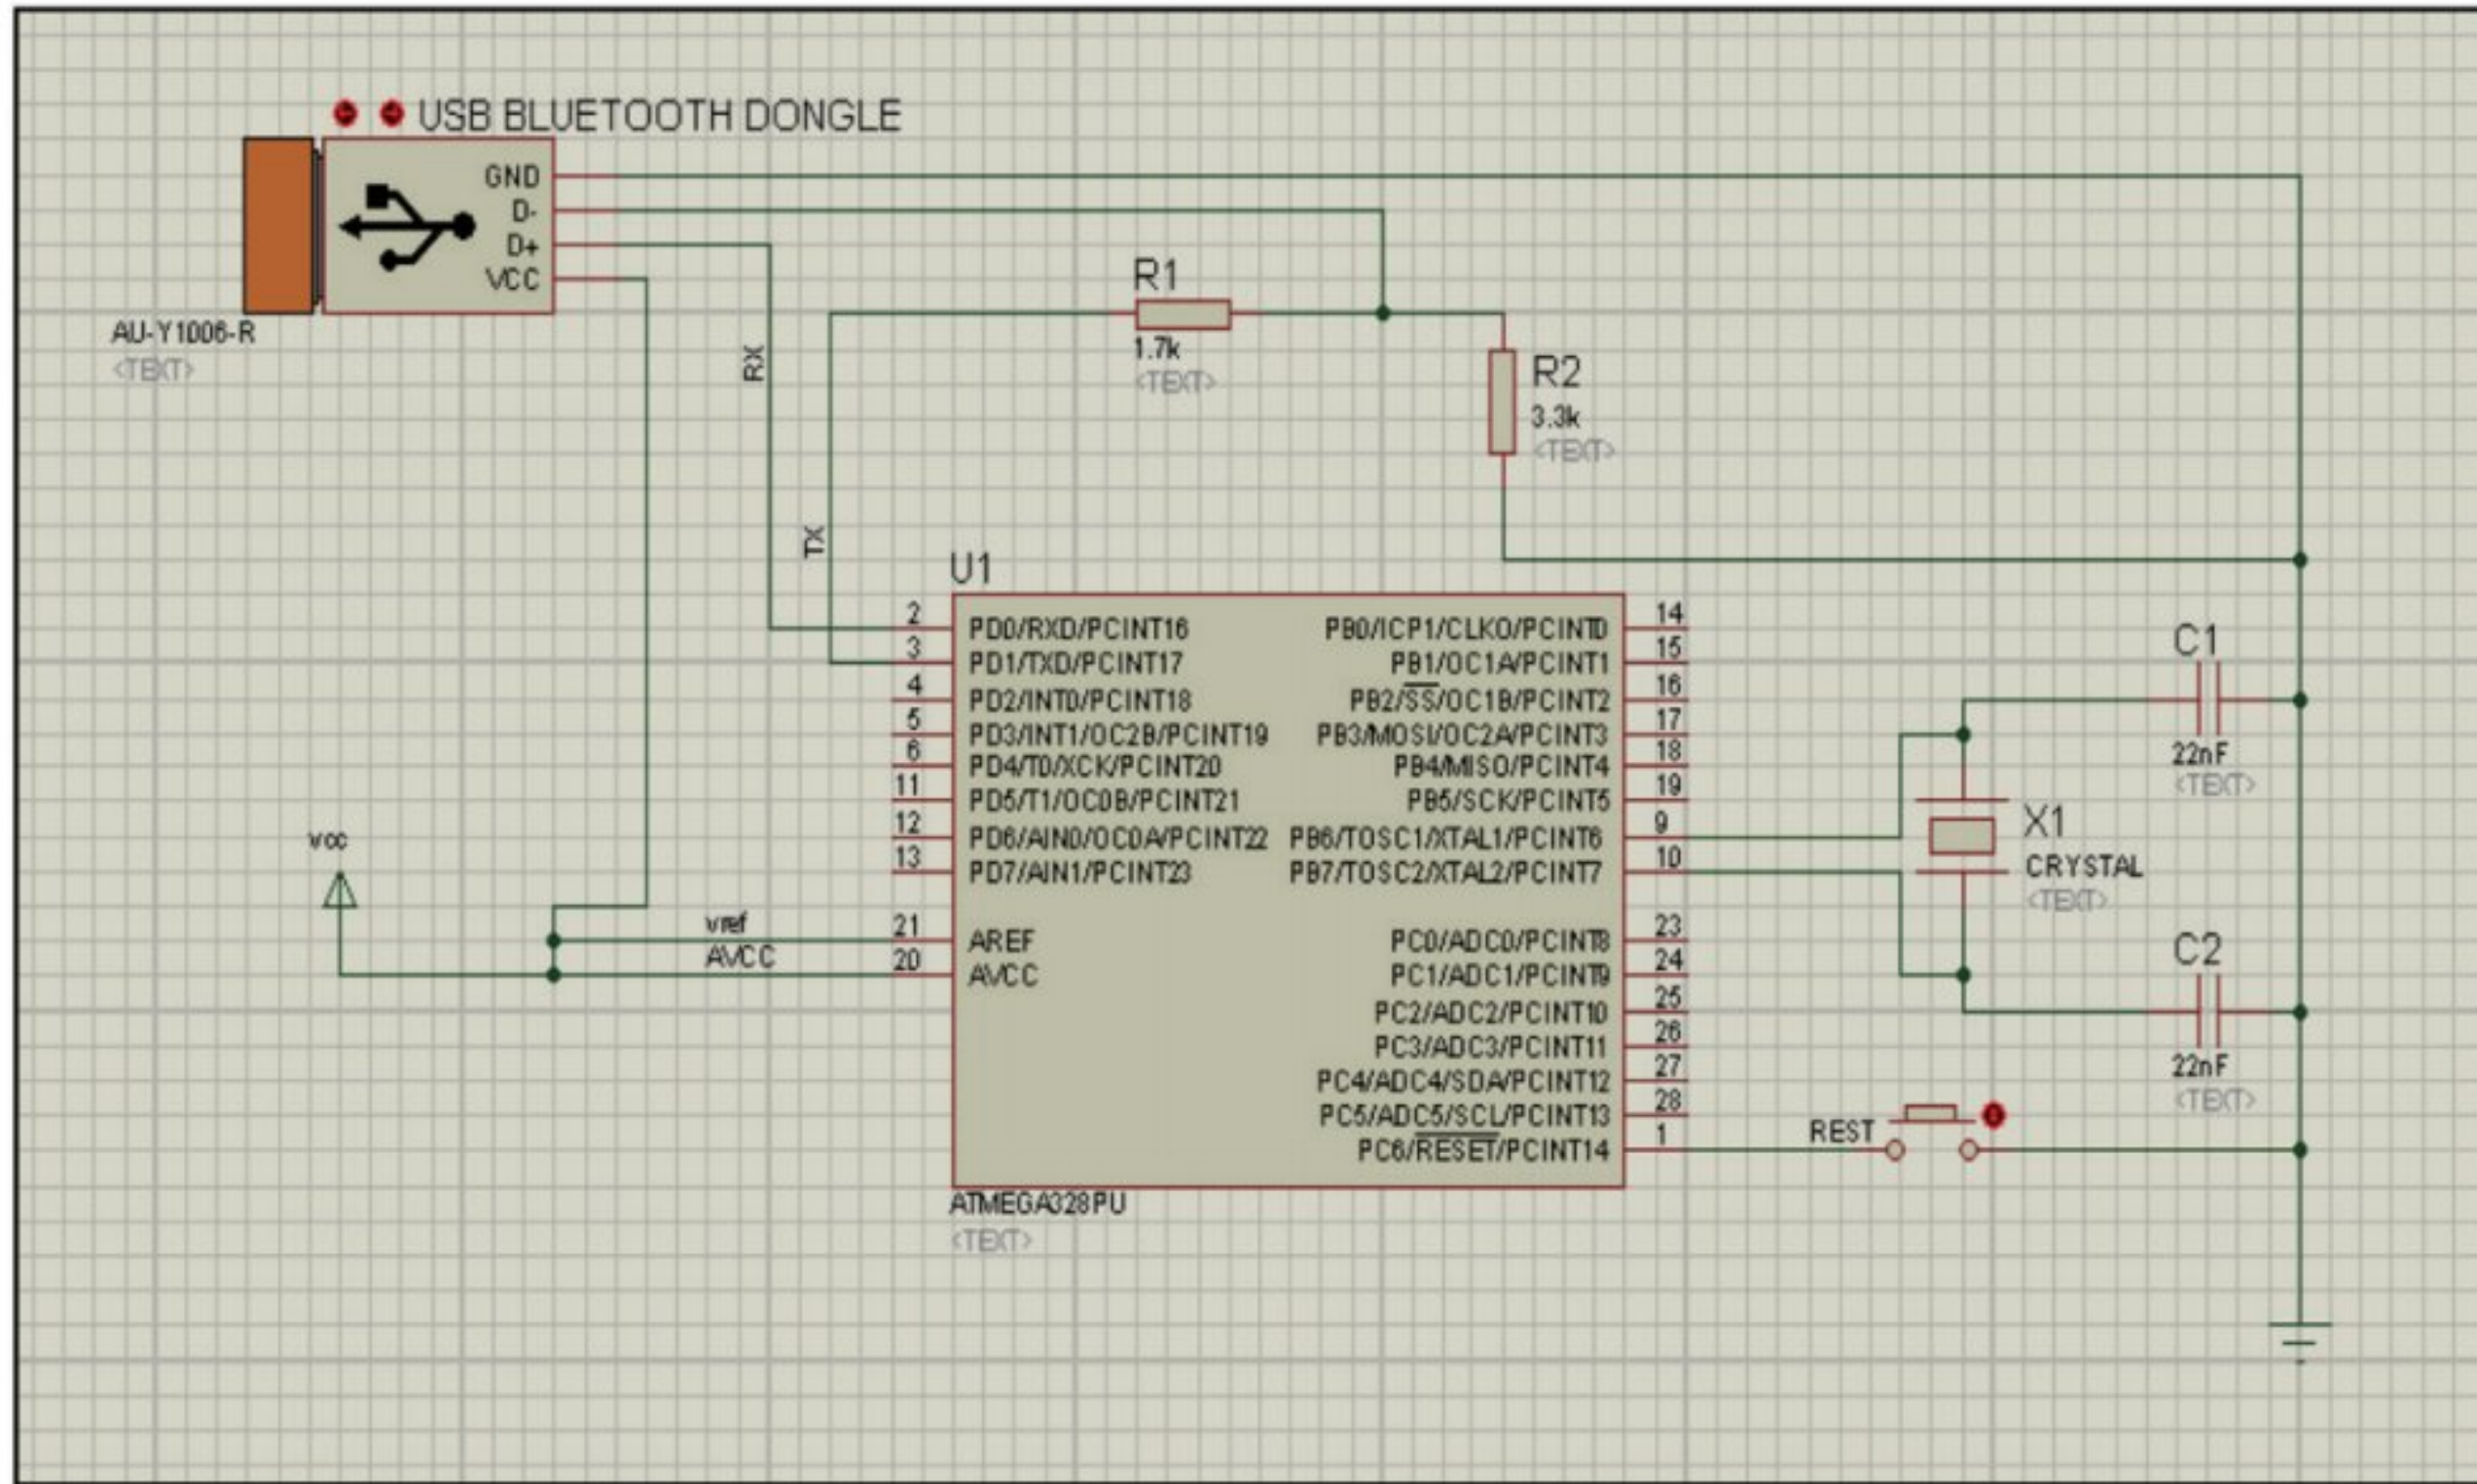 USB BLUETOOTH DONGLE
GND
D-
D+
VCC
AU-Y1006-R
<TEXT>
R1
1.7k
<TEXT>
R2
3.3k
<TEXT>
RX
TX
U1
2 PD0/RXD/PCINT16
3 PD1/TXD/PCINT17
4 PD2/INT0/PCINT18
5 PD3/INT1/OC2B/PCINT19
6 PD4/T0/XCK/PCINT20
11 PD5/T1/OC0B/PCINT21
12 PD6/AIN0/OC0A/PCINT22
13 PD7/AIN1/PCINT23
vcc
vref
AVCC
21 AREF
20 AVCC
PB0/ICP1/CLKO/PCINT0 14
PB1/OC1A/PCINT1 15
PB2/SS/OC1B/PCINT2 16
PB3/MOSI/OC2A/PCINT3 17
PB4/MISO/PCINT4 18
PB5/SCK/PCINT5 19
PB6/TOSC1/XTAL1/PCINT6 9
PB7/TOSC2/XTAL2/PCINT7 10
PC0/ADC0/PCINT8 23
PC1/ADC1/PCINT9 24
PC2/ADC2/PCINT10 25
PC3/ADC3/PCINT11 26
PC4/ADC4/SDA/PCINT12 27
PC5/ADC5/SCL/PCINT13 28
PC6/RESET/PCINT14 1
ATMEGA328PU
<TEXT>
C1
22nF
<TEXT>
X1
CRYSTAL
<TEXT>
C2
22nF
<TEXT>
REST